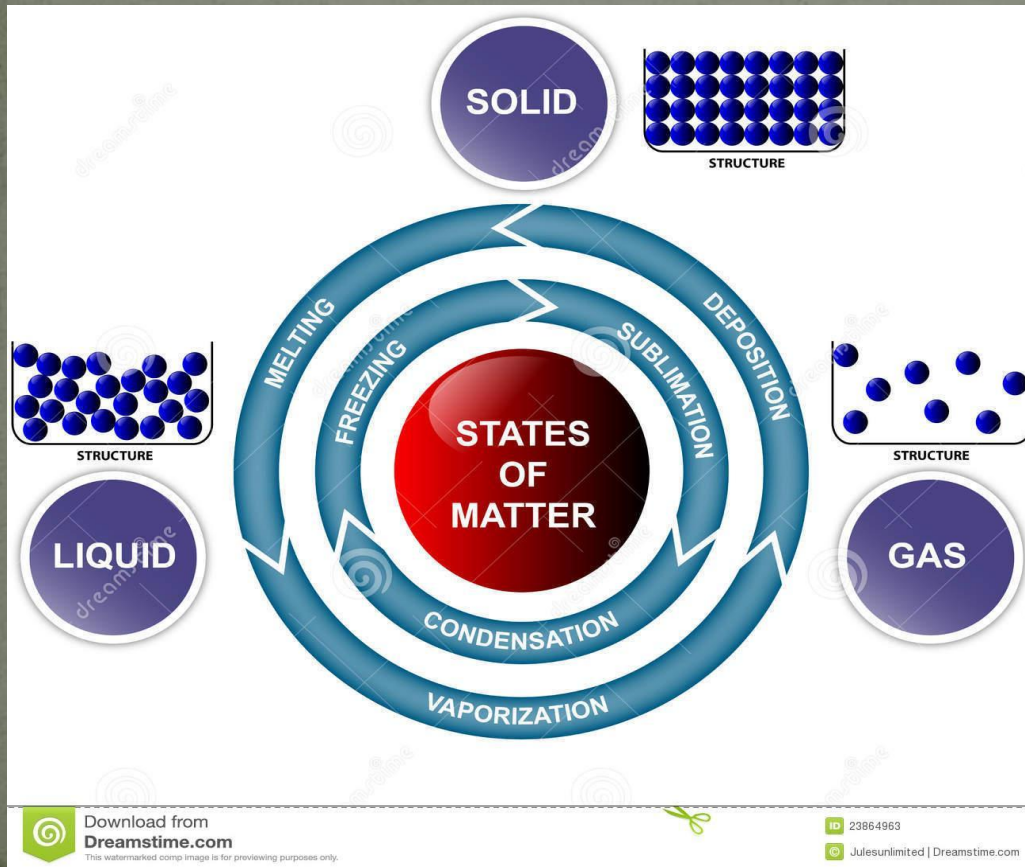 SOLID
STRUCTURE
MELTING
FREEZING
SUBLIMATION
DEPOSITION
STATES
OF
MATTER
STRUCTURE
LIQUID
STRUCTURE
GAS
CONDENSATION
VAPORIZATION
dreamstime
Download from
Dreamstime.com
This watermarked comp image is for previewing purposes only.
ID 23864963
© Julesunlimited | Dreamstime.com